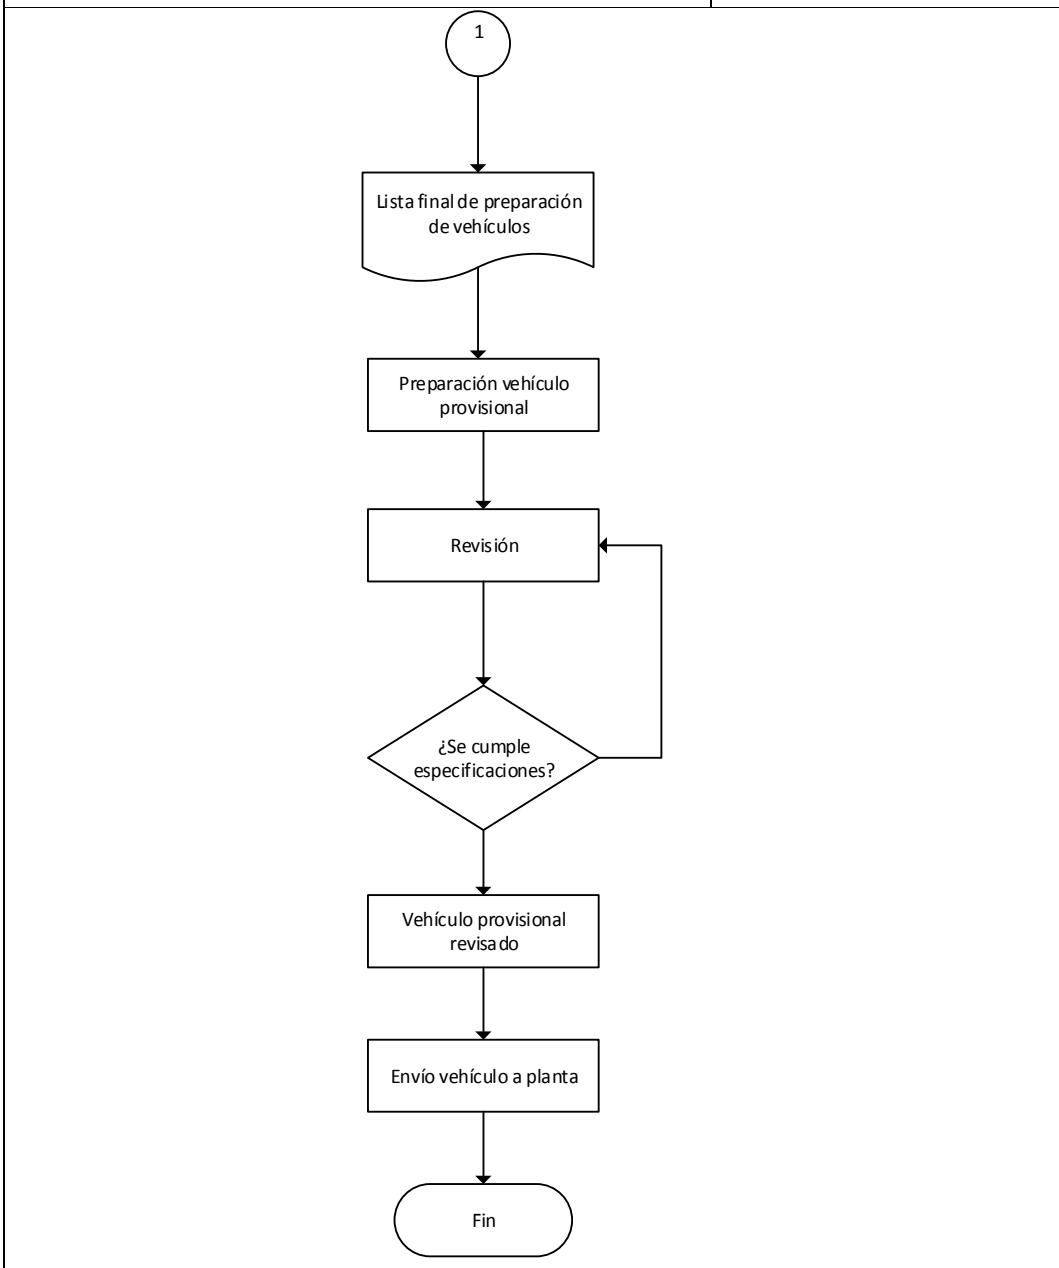 1
Lista final de preparación
de vehículos
Preparación vehículo
provisional
Revisión
¿Se cumple
especificaciones?
Vehículo provisional
revisado
Envío vehículo a planta
Fin